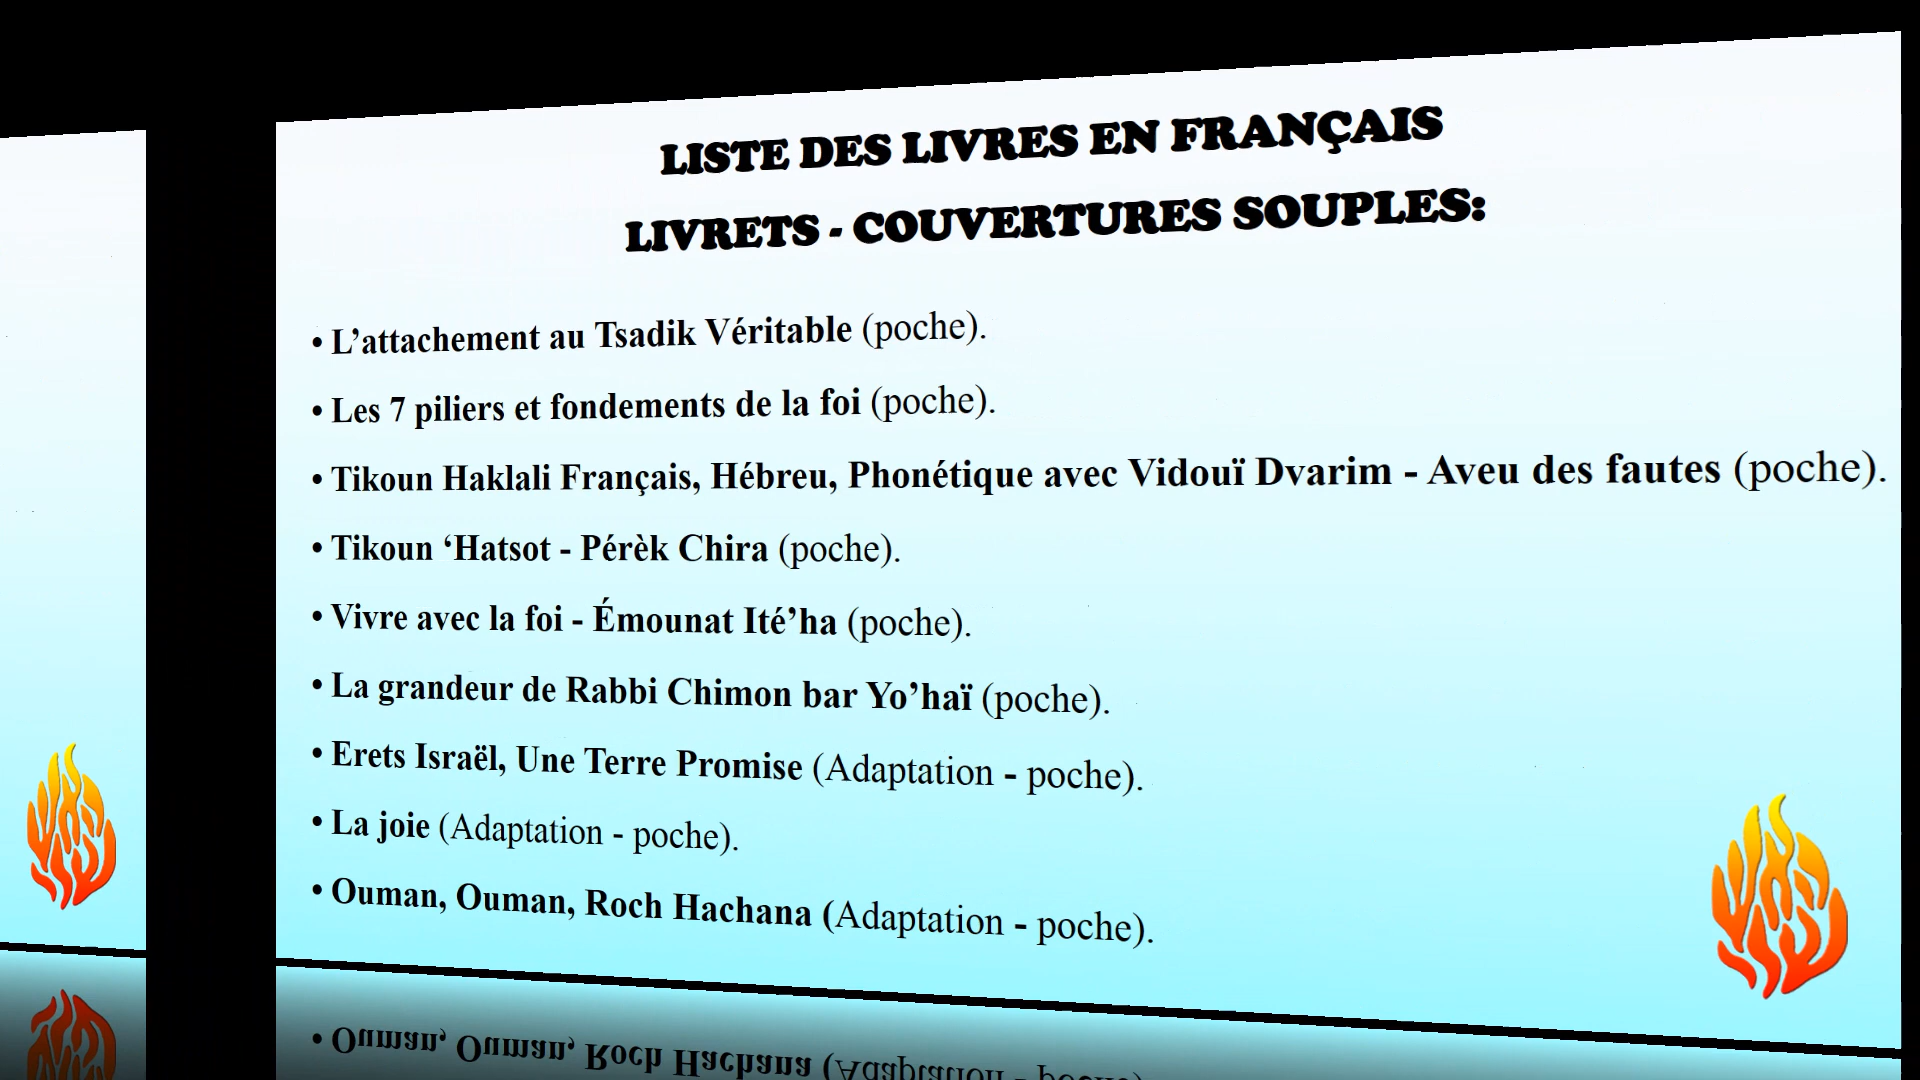 LISTE DES LIVRES EN FRANÇAIS
LIVRETS - COUVERTURES SOUPLES:
• L’attachement au Tsadik Véritable (poche).
• Les 7 piliers et fondements de la foi (poche).
• Tikoun Haklali Français, Hébreu, Phonétique avec Vidouï Dvarim - Aveu des fautes (poche).
• Tikoun ‘Hatsot - Pérèk Chira (poche).
• Vivre avec la foi - Émounat Ité’ha (poche).
• La grandeur de Rabbi Chimon bar Yo’haï (poche).
• Erets Israël, Une Terre Promise (Adaptation - poche).
• La joie (Adaptation - poche).
• Ouman, Ouman, Roch Hachana (Adaptation - poche).